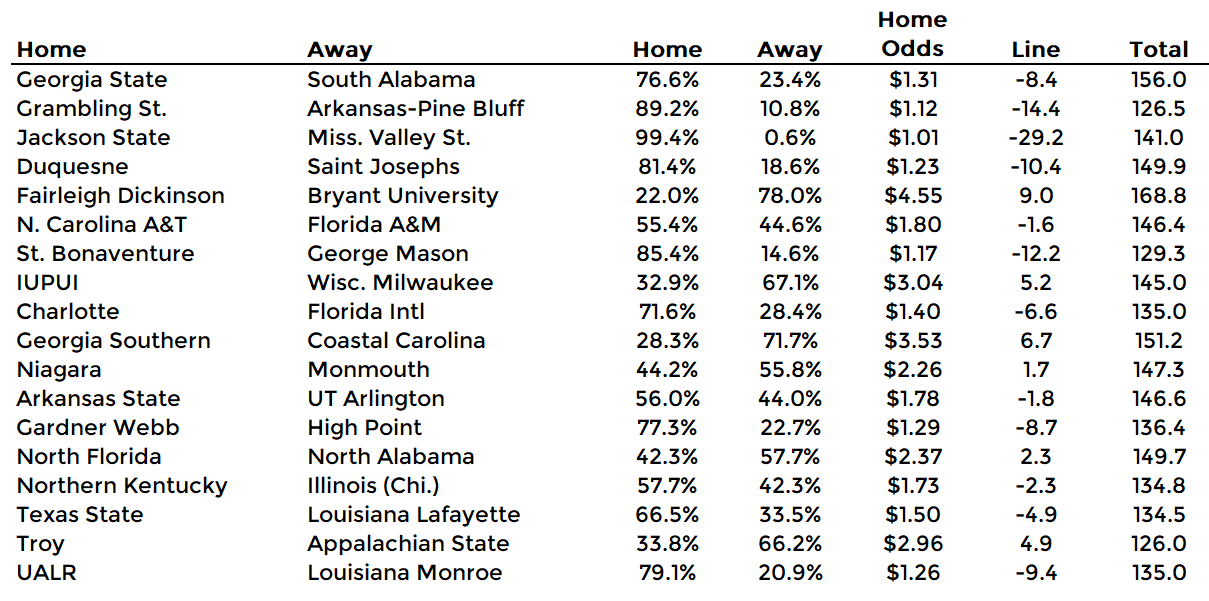 Home Away Home Away Home Odds Line Total
Georgia State South Alabama 76.6% 23.4% $1.31 -8.4 156.0
Grambling St. Arkansas-Pine Bluff 89.2% 10.8% $1.12 -14.4 126.5
Jackson State Miss. Valley St. 99.4% 0.6% $1.01 -29.2 141.0
Duquesne Saint Josephs 81.4% 18.6% $1.23 -10.4 149.9
Fairleigh Dickinson Bryant University 22.0% 78.0% $4.55 9.0 168.8
N. Carolina A&T Florida A&M 55.4% 44.6% $1.80 -1.6 146.4
St. Bonaventure George Mason 85.4% 14.6% $1.17 -12.2 129.3
IUPUI Wisc. Milwaukee 32.9% 67.1% $3.04 5.2 145.0
Charlotte Florida Intl 71.6% 28.4% $1.40 -6.6 135.0
Georgia Southern Coastal Carolina 28.3% 71.7% $3.53 6.7 151.2
Niagara Monmouth 44.2% 55.8% $2.26 1.7 147.3
Arkansas State UT Arlington 56.0% 44.0% $1.78 -1.8 146.6
Gardner Webb High Point 77.3% 22.7% $1.29 -8.7 136.4
North Florida North Alabama 42.3% 57.7% $2.37 2.3 149.7
Northern Kentucky Illinois (Chi.) 57.7% 42.3% $1.73 -2.3 134.8
Texas State Louisiana Lafayette 66.5% 33.5% $1.50 -4.9 134.5
Troy Appalachian State 33.8% 66.2% $2.96 4.9 126.0
UALR Louisiana Monroe 79.1% 20.9% $1.26 -9.4 135.0